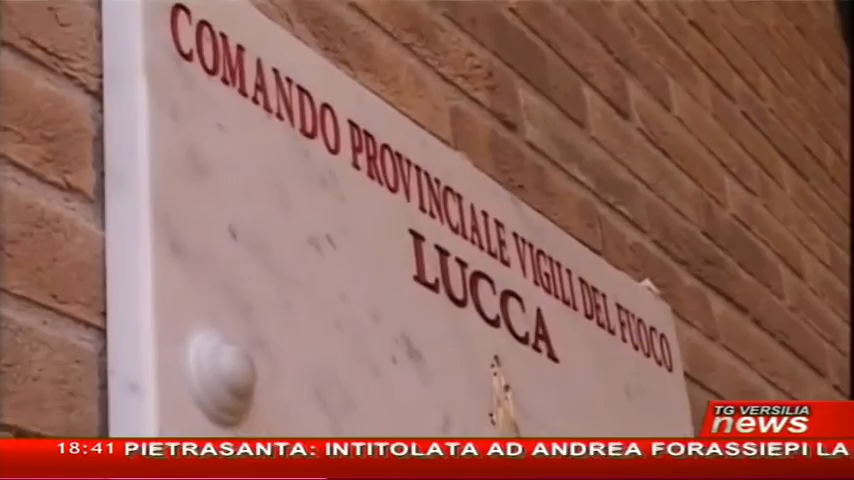 COMANDO PROVINCIALE VIGILI DEL FUOCO
LUCCA
TG VERSILIA
news
18:41 PIETRASANTA: INTITOLATA AD ANDREA FORASSIEPI LA